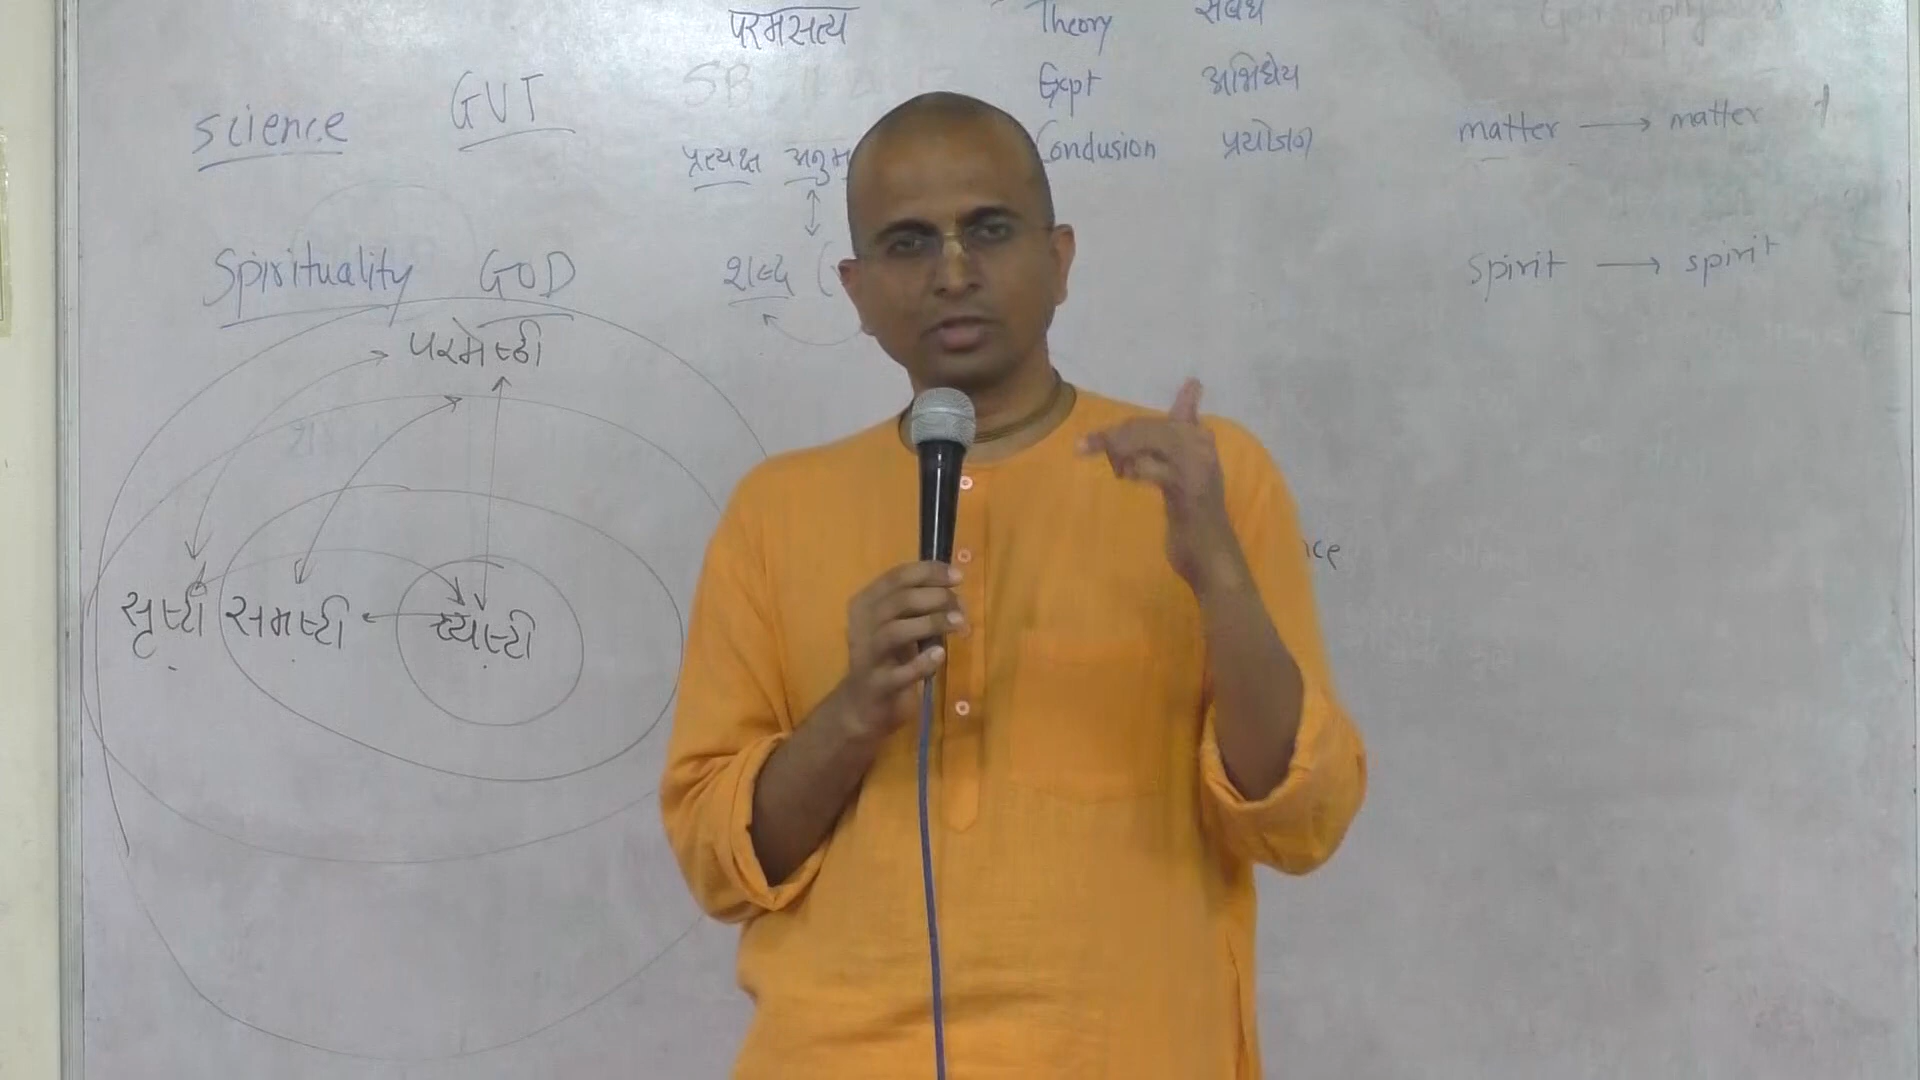 परमसत्य Theory संबंध
science GUT Expt अभिधेय
matter → matter
प्रत्यक्ष Conclusion प्रयोजन
Spirituality GOD शब्द spirit → spirit
परमेष्ठी
सृष्टी समष्टी व्यष्टी